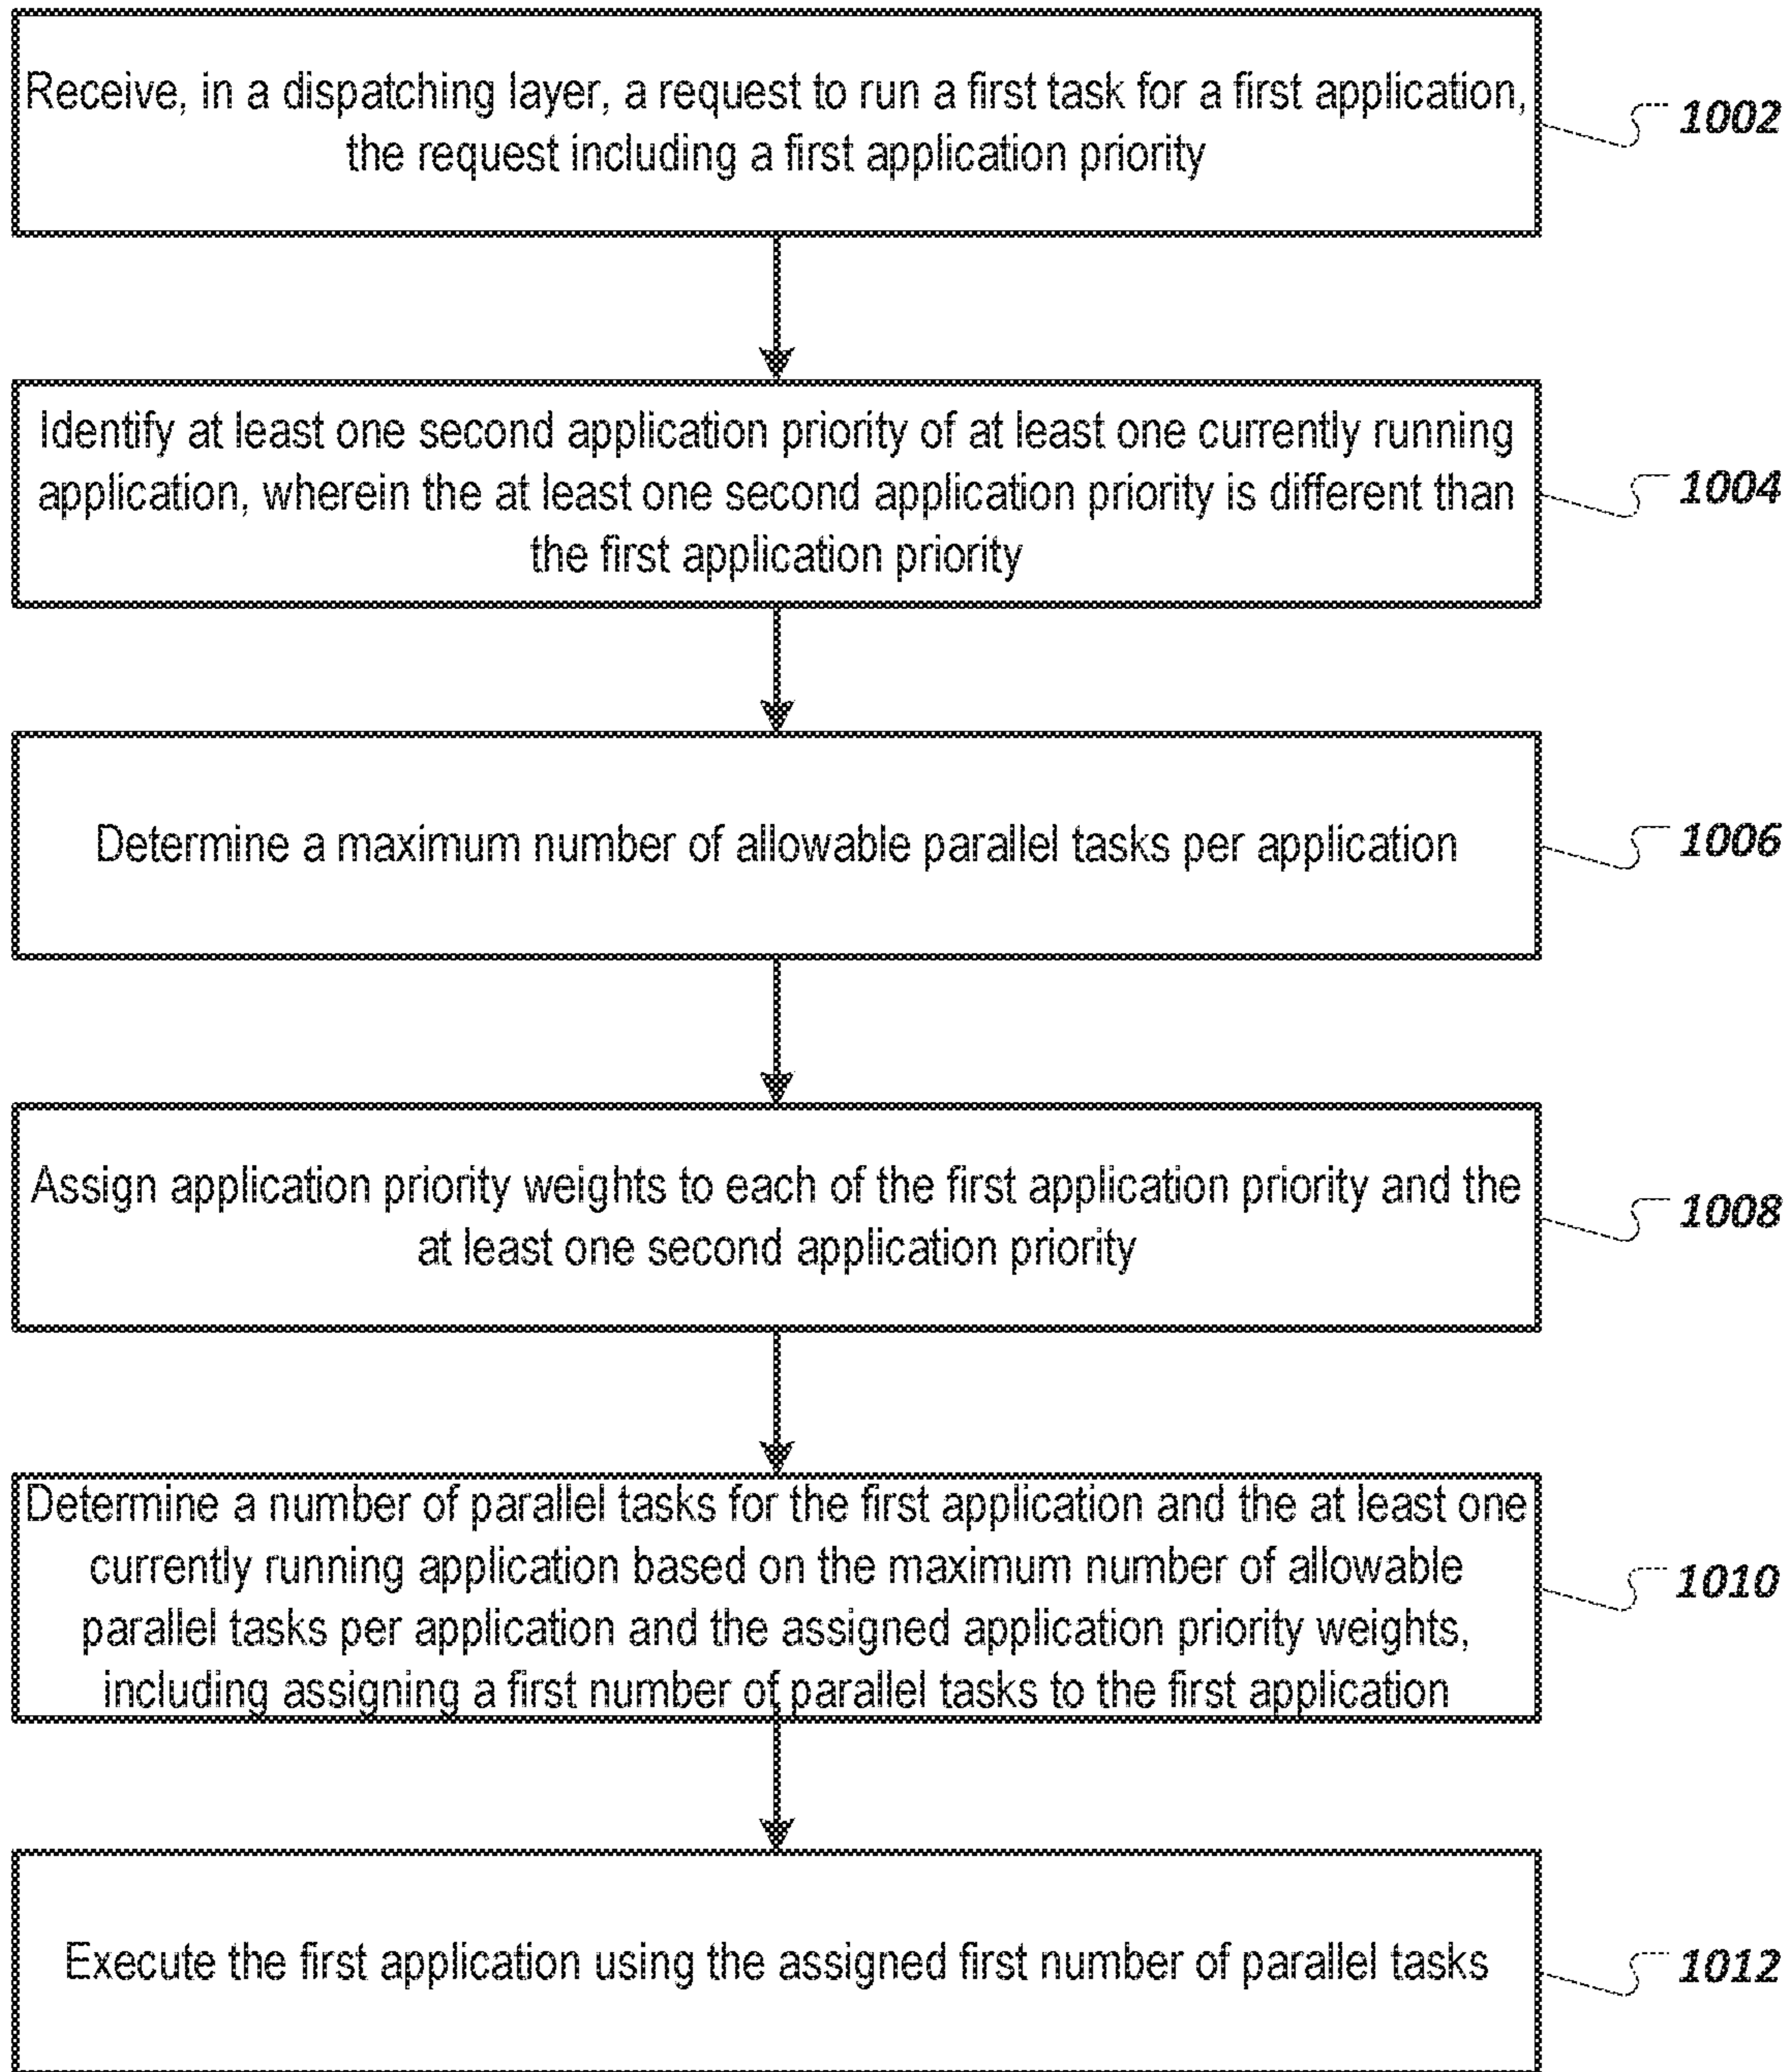 Receive, in a dispatching layer, a request to run a first task for a first application,
the request including a first application priority
1002
Identify at least one second application priority of at least one currently running
application, wherein the at least one second application priority is different than
the first application priority
1004
Determine a maximum number of allowable parallel tasks per application
1006
Assign application priority weights to each of the first application priority and the
at least one second application priority
1008
Determine a number of parallel tasks for the first application and the at least one
currently running application based on the maximum number of allowable
parallel tasks per application and the assigned application priority weights,
including assigning a first number of parallel tasks to the first application
1010
Execute the first application using the assigned first number of parallel tasks
1012